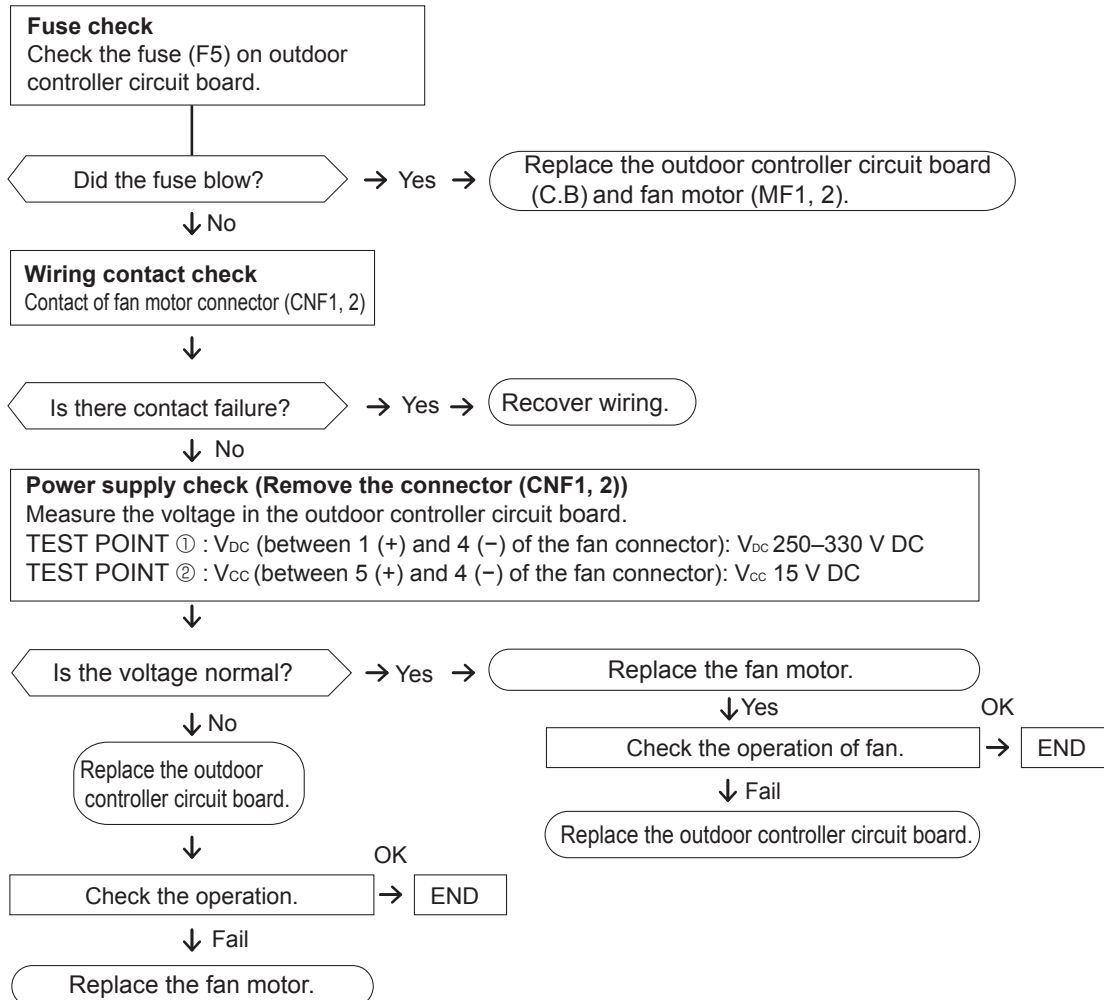 Fuse check
Check the fuse (F5) on outdoor
controller circuit board.
Did the fuse blow?
Yes
Replace the outdoor controller circuit board
(C.B) and fan motor (MF1, 2).
No
Wiring contact check
Contact of fan motor connector (CNF1, 2)
Is there contact failure?
Yes
Recover wiring.
No
Power supply check (Remove the connector (CNF1, 2))
Measure the voltage in the outdoor controller circuit board.
TEST POINT ① : VDC (between 1 (+) and 4 (−) of the fan connector): VDC 250–330 V DC
TEST POINT ② : VCC (between 5 (+) and 4 (−) of the fan connector): VCC 15 V DC
Is the voltage normal?
Yes
Replace the fan motor.
No
Yes
OK
Check the operation of fan.
END
Replace the outdoor
controller circuit board.
Fail
Replace the outdoor controller circuit board.
OK
Check the operation.
END
Fail
Replace the fan motor.